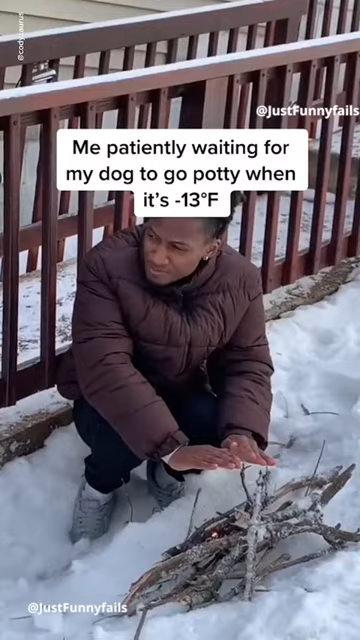 @JustFunnyfails
Me patiently waiting for
my dog to go potty when
it's -13°F
@JustFunnyfails